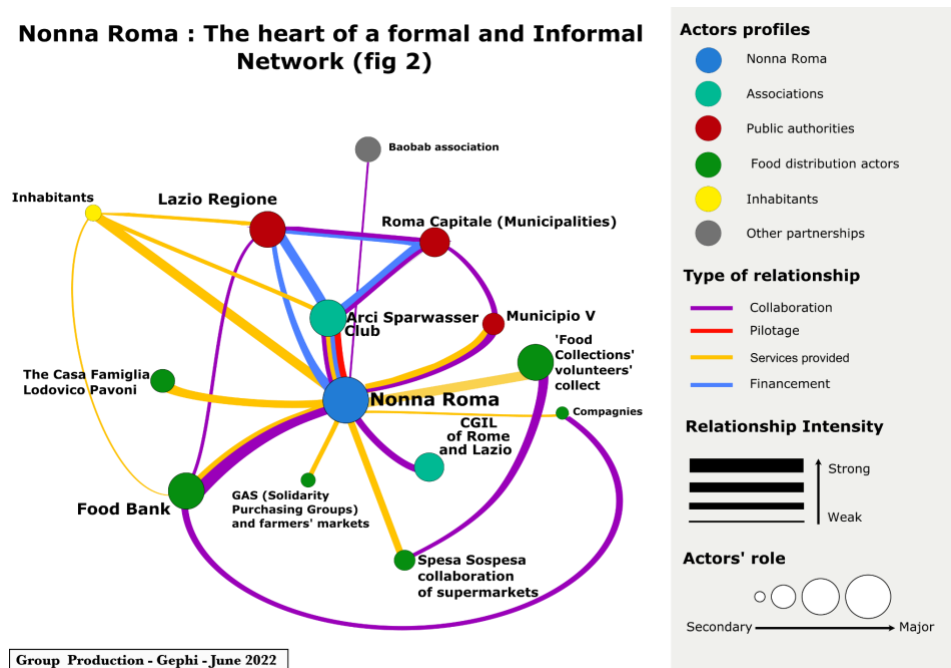 Nonna Roma : The heart of a formal and Informal
Network (fig 2)
Baobab association
Inhabitants
Lazio Regione
Roma Capitale (Municipalities)
Arci Sparwasser
Club
Municipio V
'Food
Collections'
volunteers'
collect
The Casa Famiglia
Lodovico Pavoni
Nonna Roma
Compagnies
CGIL
of Rome
and Lazio
Food Bank
GAS (Solidarity
Purchasing Groups)
and farmers' markets
Spesa Sospesa
collaboration
of supermarkets
Group Production - Gephi - June 2022
Actors profiles
Nonna Roma
Associations
Public authorities
Food distribution actors
Inhabitants
Other partnerships
Type of relationship
Collaboration
Pilotage
Services provided
Financement
Relationship Intensity
Strong
Weak
Actors' role
Secondary
Major